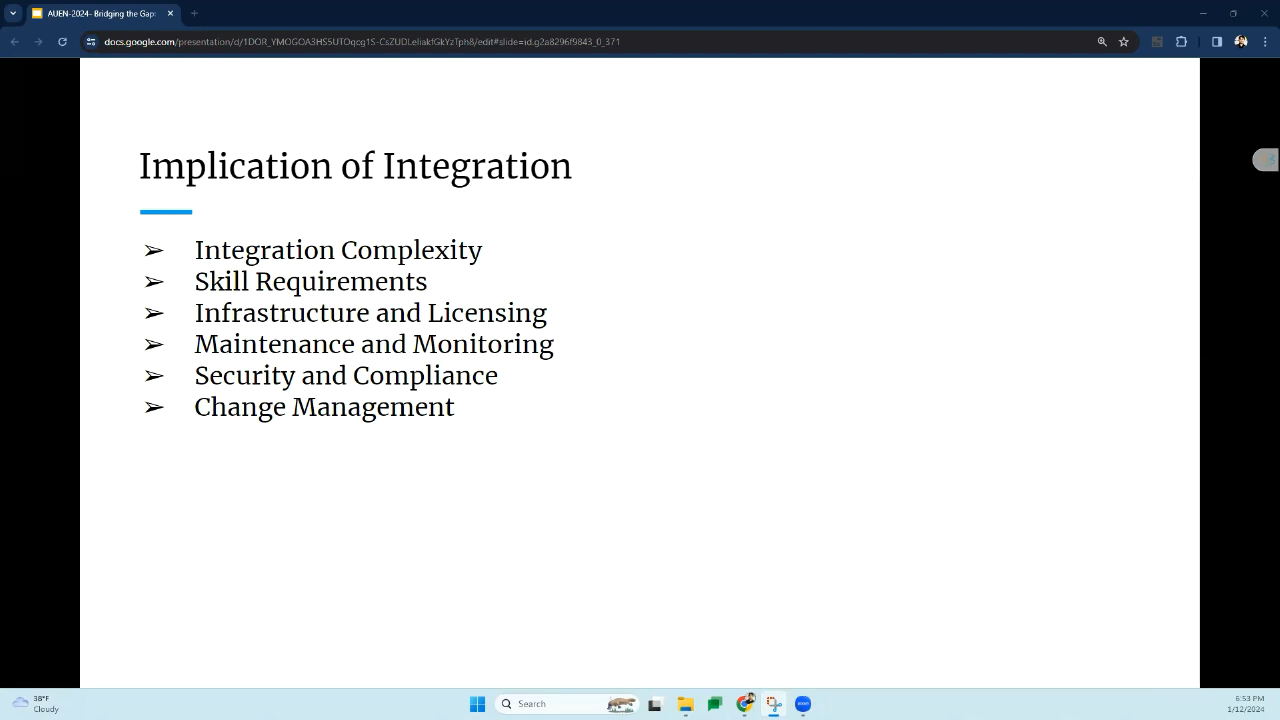 AUEN-2024- Bridging the Gap:
docs.google.com/presentation/d/1DOR_YMOGOA3HS5UTOqcg1S-CsZUDLeliakfGkYzTph8/edit#slide=id.g2a8296f9843_0_371
Implication of Integration
➢ Integration Complexity
➢ Skill Requirements
➢ Infrastructure and Licensing
➢ Maintenance and Monitoring
➢ Security and Compliance
➢ Change Management
38°F
Cloudy
Search
zoom
6:53 PM
1/12/2024